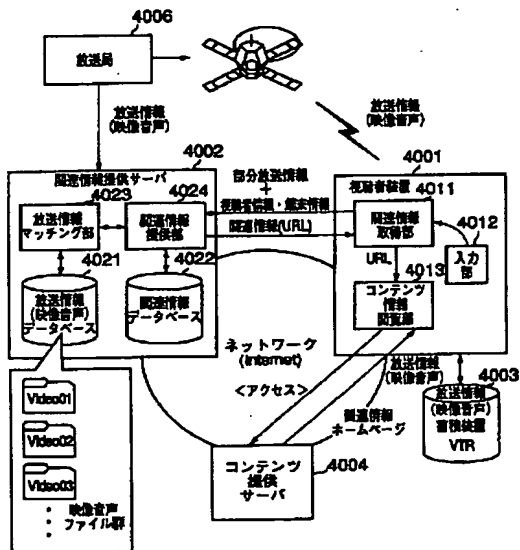 4006
放送局
放送情報
(映像音声)
放送情報
(映像音声)
4002
関連情報提供サーバ
4023
4024
放送情報
マッチング部
関連情報
提供部
4021
4022
放送情報
(映像音声)
データベース
関連情報
データベース
部分放送情報
+
視聴者信報・端末情報
関連情報(URL)
4001
視聴者装置
4011
関連情報
取得部
4012
入力
部
URL
4013
コンテンツ
情報
閲覧部
ネットワーク
(Internet)
<アクセス>
放送情報
(映像音声)
関連情報
ホームページ
4003
放送情報
(映像音声)
蓄積装置
VTR
Video01
Video02
Video03
映像音声
ファイル群
コンテンツ
提供
サーバ
4004